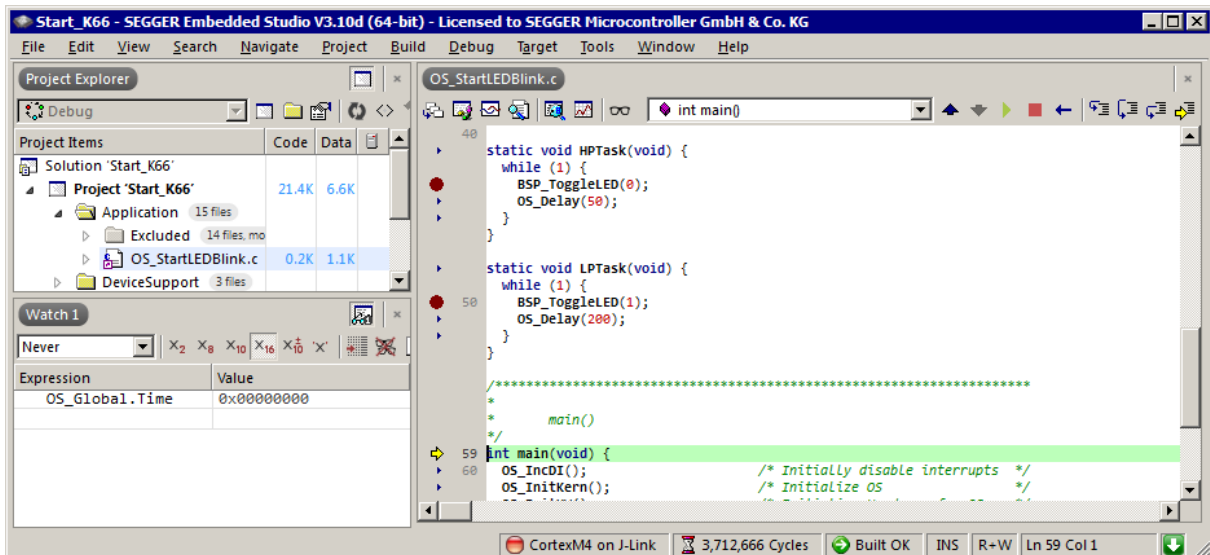 Start_K66 - SEGGER Embedded Studio V3.10d (64-bit) - Licensed to SEGGER Microcontroller GmbH & Co. KG
File Edit View Search Navigate Project Build Debug Target Tools Window Help
Project Explorer
Debug
Project Items Code Data
Solution 'Start_K66'
Project 'Start_K66' 21.4K 6.6K
Application 15 files
Excluded 14 files, mo
OS_StartLEDBlink.c 0.2K 1.1K
DeviceSupport 3 files
Watch 1
Never X2 X8 X10 X16 X±10 'X'
Expression Value
OS_Global.Time 0x00000000
OS_StartLEDBlink.c
int main()
40
static void HPTask(void) {
while (1) {
BSP_ToggleLED(0);
OS_Delay(50);
}
}
static void LPTask(void) {
while (1) {
50 BSP_ToggleLED(1);
OS_Delay(200);
}
}
/*********************************************************************
*
* main()
*/
59 int main(void) {
60 OS_IncDI(); /* Initially disable interrupts */
OS_InitKern(); /* Initialize OS */
CortexM4 on J-Link 3,712,666 Cycles Built OK INS R+W Ln 59 Col 1